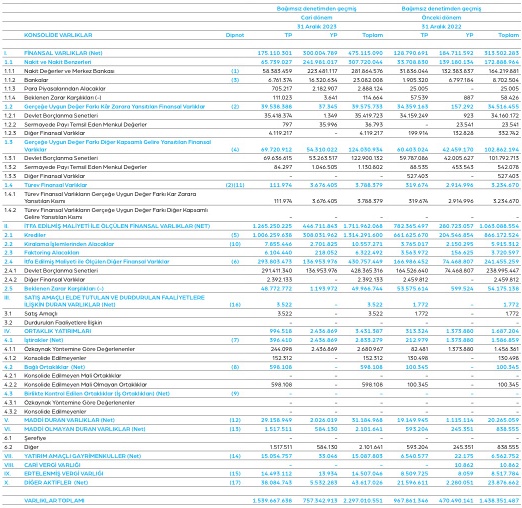 Bağımsız denetimden geçmiş Bağımsız denetimden geçmiş
Cari dönem Önceki dönem
31 Aralık 2023 31 Aralık 2022
KONSOLİDE VARLIKLAR Dipnot TP YP Toplam TP YP Toplam
I. FİNANSAL VARLIKLAR (Net) 175.110.301 300.004.789 475.115.090 128.790.691 184.711.592 313.502.283
1.1 Nakit ve Nakit Benzerleri 65.739.027 241.981.017 307.720.044 33.708.830 139.180.134 172.888.964
1.1.1 Nakit Değerler ve Merkez Bankası (1) 58.383.459 223.481.117 281.864.576 31.836.044 132.383.837 164.219.881
1.1.2 Bankalar (3) 6.761.374 16.320.634 23.082.008 1.905.320 6.797.184 8.702.504
1.1.3 Para Piyasalarından Alacaklar 705.217 2.182.907 2.888.124 25.005 – 25.005
1.1.4 Beklenen Zarar Karşılıkları (-) 111.023 3.641 114.664 57.539 887 58.426
1.2 Gerçeğe Uygun Değer Farkı Kâr Zarara Yansıtılan Finansal Varlıklar (2) 39.538.388 37.345 39.575.733 34.359.163 157.292 34.516.455
1.2.1 Devlet Borçlanma Senetleri 35.418.374 1.349 35.419.723 34.159.249 923 34.160.172
1.2.2 Sermayede Payı Temsil Eden Menkul Değerler 797 35.996 36.793 – 23.541 23.541
1.2.3 Diğer Finansal Varlıklar 4.119.217 – 4.119.217 199.914 132.828 332.742
1.3 Gerçeğe Uygun Değer Farkı Diğer Kapsamlı Gelire Yansıtılan Finansal
Varlıklar (4) 69.720.912 54.310.022 124.030.934 60.403.024 42.459.170 102.862.194
1.3.1 Devlet Borçlanma Senetleri 69.636.615 53.263.517 122.900.132 59.787.086 42.005.627 101.792.713
1.3.2 Sermayede Payı Temsil Eden Menkul Değerler 84.297 1.046.505 1.130.802 88.535 453.543 542.078
1.3.3 Diğer Finansal Varlıklar – – – 527.403 – 527.403
1.4 Türev Finansal Varlıklar (2)(11) 111.974 3.676.405 3.788.379 319.674 2.914.996 3.234.670
1.4.1 Türev Finansal Varlıkların Gerçeğe Uygun Değer Farkı Kar Zarara
Yansıtılan Kısmı 111.974 3.676.405 3.788.379 319.674 2.914.996 3.234.670
1.4.2 Türev Finansal Varlıkların Gerçeğe Uygun Değer Farkı Diğer Kapsamlı
Gelire Yansıtılan Kısmı – – – – – –
II. İTFA EDİLMİŞ MALİYETİ İLE ÖLÇÜLEN FİNANSAL VARLIKLAR (NET) 1.265.250.225 446.711.843 1.711.962.068 782.365.497 280.723.057 1.063.088.554
2.1 Krediler (5) 1.006.259.638 308.031.962 1.314.291.600 661.625.670 204.546.854 866.172.524
2.2 Kiralama İşlemlerinden Alacaklar (10) 7.855.446 2.701.825 10.557.271 3.765.017 2.150.295 5.915.312
2.3 Faktoring Alacakları 6.104.440 218.052 6.322.492 3.563.972 156.625 3.720.597
2.4 İtfa Edilmiş Maliyeti ile Ölçülen Diğer Finansal Varlıklar (6) 293.803.473 136.953.976 430.757.449 166.986.452 74.468.807 241.455.259
2.4.1 Devlet Borçlanma Senetleri 291.411.340 136.953.976 428.365.316 164.526.640 74.468.807 238.995.447
2.4.2 Diğer Finansal Varlıklar 2.392.133 – 2.392.133 2.459.812 – 2.459.812
2.5 Beklenen Zarar Karşılıkları (-) 48.772.772 1.193.972 49.966.744 53.575.614 599.524 54.175.138
III. SATIŞ AMAÇLI ELDE TUTULAN VE DURDURULAN FAALİYETLERE
İLİŞKİN DURAN VARLIKLAR (Net) (16) 3.522 – 3.522 1.772 – 1.772
3.1 Satış Amaçlı 3.522 – 3.522 1.772 – 1.772
3.2 Durdurulan Faaliyetlere İlişkin – – – – – –
IV. ORTAKLIK YATIRIMLARI 994.518 2.436.869 3.431.387 313.324 1.373.880 1.687.204
4.1 İştirakler (Net) (7) 396.410 2.436.869 2.833.279 212.979 1.373.880 1.586.859
4.1.1 Özkaynak Yöntemine Göre Değerlenenler 244.098 2.436.869 2.680.967 82.481 1.373.880 1.456.361
4.1.2 Konsolide Edilmeyenler 152.312 – 152.312 130.498 – 130.498
4.2 Bağlı Ortaklıklar (Net) (8) 598.108 – 598.108 100.345 – 100.345
4.2.1 Konsolide Edilmeyen Mali Ortaklıklar – – – – – –
4.2.2 Konsolide Edilmeyen Mali Olmayan Ortaklıklar 598.108 – 598.108 100.345 – 100.345
4.3 Birlikte Kontrol Edilen Ortaklıklar (İş Ortaklıkları) (Net) (9) – – – – – –
4.3.1 Özkaynak Yöntemine Göre Değerlenenler – – – – – –
4.3.2 Konsolide Edilmeyenler – – – – – –
V. MADDİ DURAN VARLIKLAR (Net) (12) 29.158.949 2.026.019 31.184.968 19.149.945 1.115.114 20.265.059
VI. MADDİ OLMAYAN DURAN VARLIKLAR (Net) (13) 1.517.511 584.130 2.101.641 593.204 245.351 838.555
6.1 Şerefiye – – – – – –
6.2 Diğer 1.517.511 584.130 2.101.641 593.204 245.351 838.555
VII. YATIRIM AMAÇLI GAYRİMENKULLER (Net) (14) 15.054.757 33.046 15.087.803 6.540.577 22.175 6.562.752
VIII. CARİ VERGİ VARLIĞI – – – – 10.862 10.862
IX. ERTELENMİŞ VERGİ VARLIĞI (15) 14.493.112 13.934 14.507.046 8.509.725 8.059 8.517.784
X. DİĞER AKTİFLER (Net) (17) 38.084.743 5.532.283 43.617.026 21.596.611 2.280.051 23.876.662
VARLIKLAR TOPLAMI 1.539.667.638 757.342.913 2.297.010.551 967.861.346 470.490.141 1.438.351.487